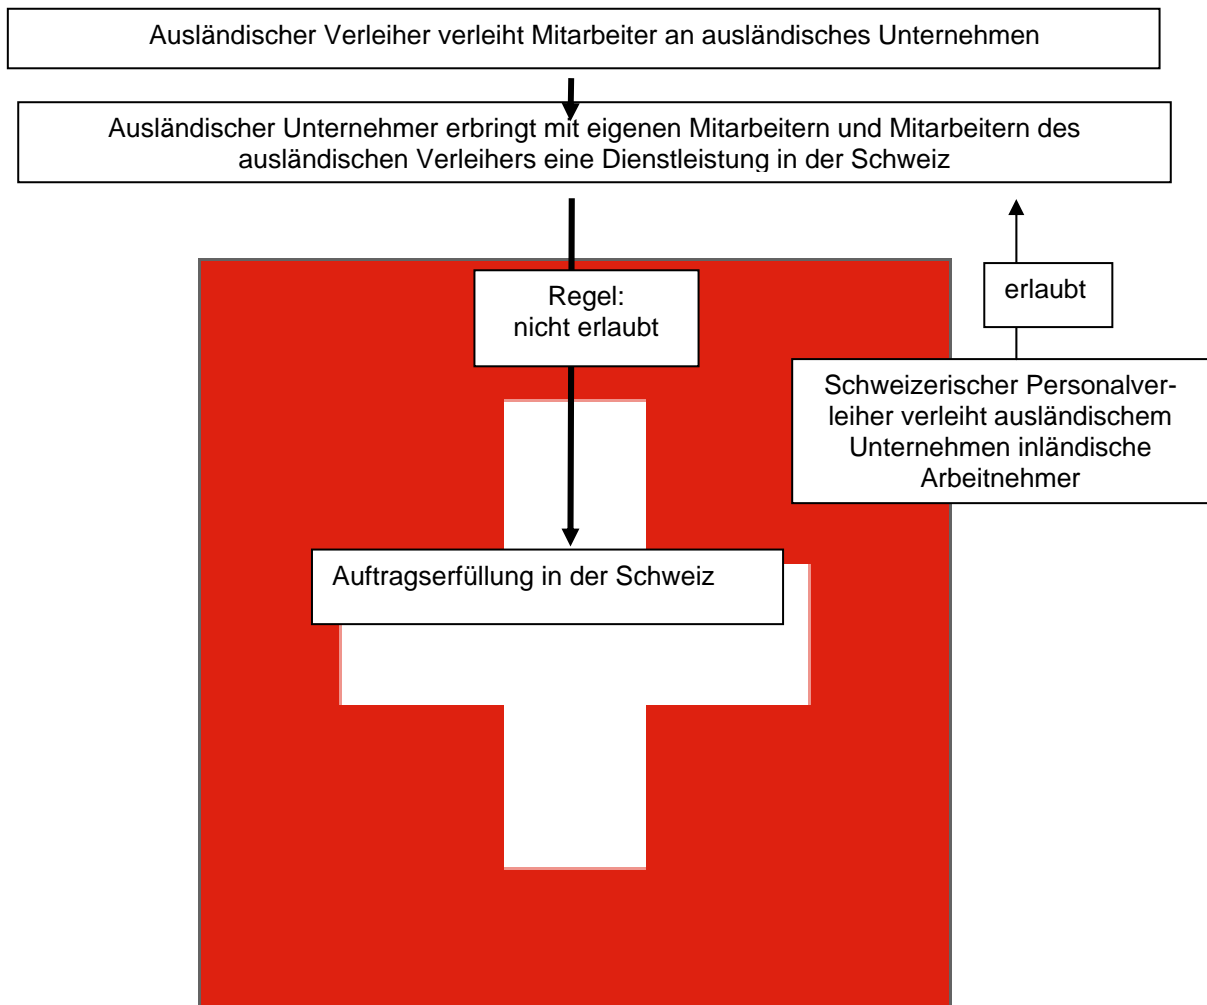 Ausländischer Verleiher verleiht Mitarbeiter an ausländisches Unternehmen
Ausländischer Unternehmer erbringt mit eigenen Mitarbeitern und Mitarbeitern des
ausländischen Verleihers eine Dienstleistung in der Schweiz
Regel:
nicht erlaubt
erlaubt
Schweizerischer Personalver-
leiher verleiht ausländischem
Unternehmen inländische
Arbeitnehmer
Auftragserfüllung in der Schweiz